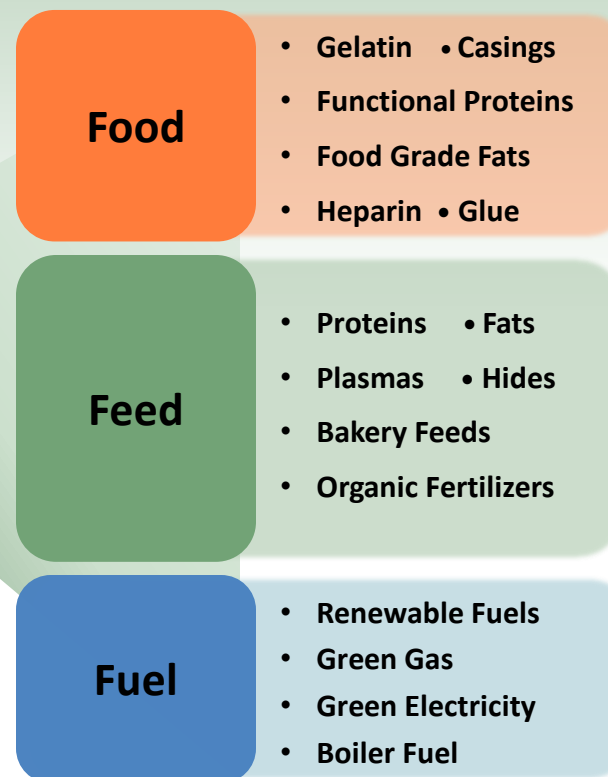 Food
• Gelatin • Casings
• Functional Proteins
• Food Grade Fats
• Heparin • Glue
Feed
• Proteins • Fats
• Plasmas • Hides
• Bakery Feeds
• Organic Fertilizers
Fuel
• Renewable Fuels
• Green Gas
• Green Electricity
• Boiler Fuel